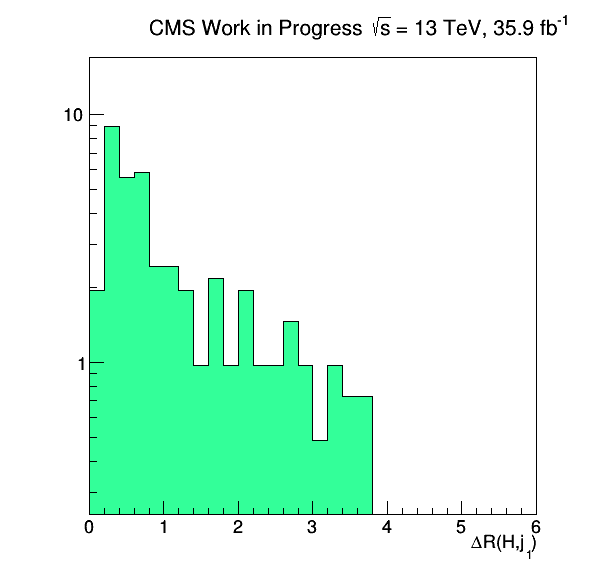 CMS Work in Progress √s = 13 TeV, 35.9 fb⁻¹
10
1
0 1 2 3 4 5 6
ΔR(H,j₁)